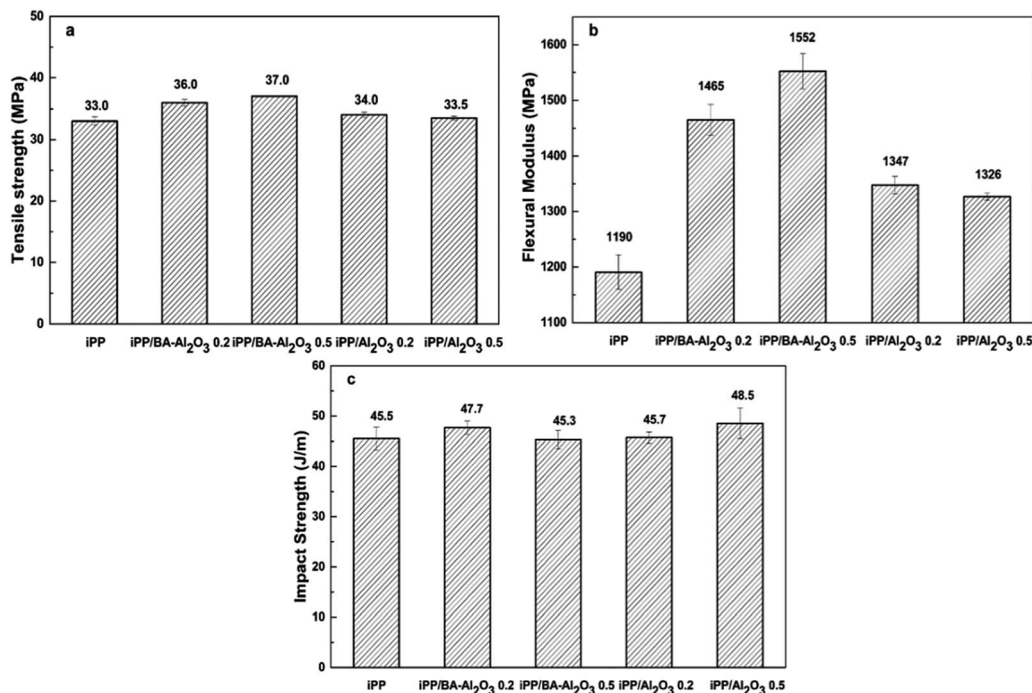 a
Tensile strength (MPa)
50
40
30
20
10
0
33.0
36.0
37.0
34.0
33.5
iPP
iPP/BA-Al2O3 0.2
iPP/BA-Al2O3 0.5
iPP/Al2O3 0.2
iPP/Al2O3 0.5
b
Flexural Modulus (MPa)
1600
1500
1400
1300
1200
1100
1190
1465
1552
1347
1326
iPP
iPP/BA-Al2O3 0.2
iPP/BA-Al2O3 0.5
iPP/Al2O3 0.2
iPP/Al2O3 0.5
c
Impact Strength (J/m)
60
50
40
30
20
10
0
45.5
47.7
45.3
45.7
48.5
iPP
iPP/BA-Al2O3 0.2
iPP/BA-Al2O3 0.5
iPP/Al2O3 0.2
iPP/Al2O3 0.5